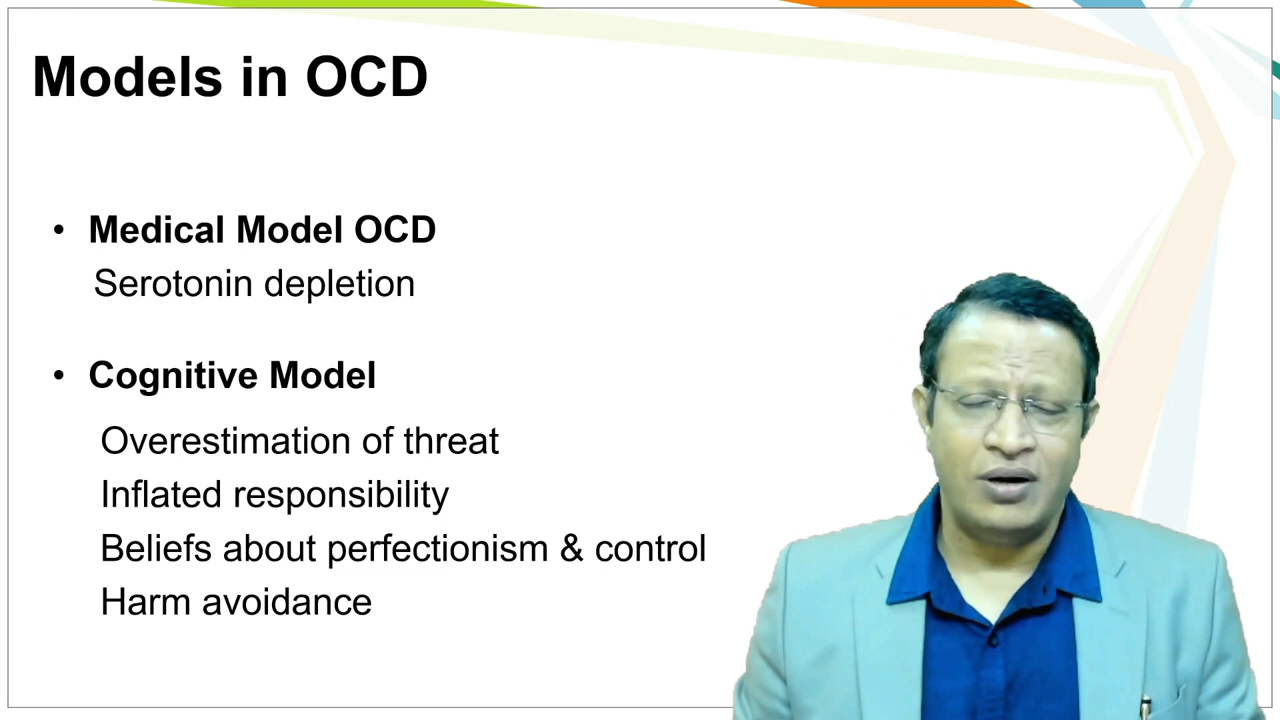 Models in OCD
• Medical Model OCD
Serotonin depletion
• Cognitive Model
Overestimation of threat
Inflated responsibility
Beliefs about perfectionism & control
Harm avoidance